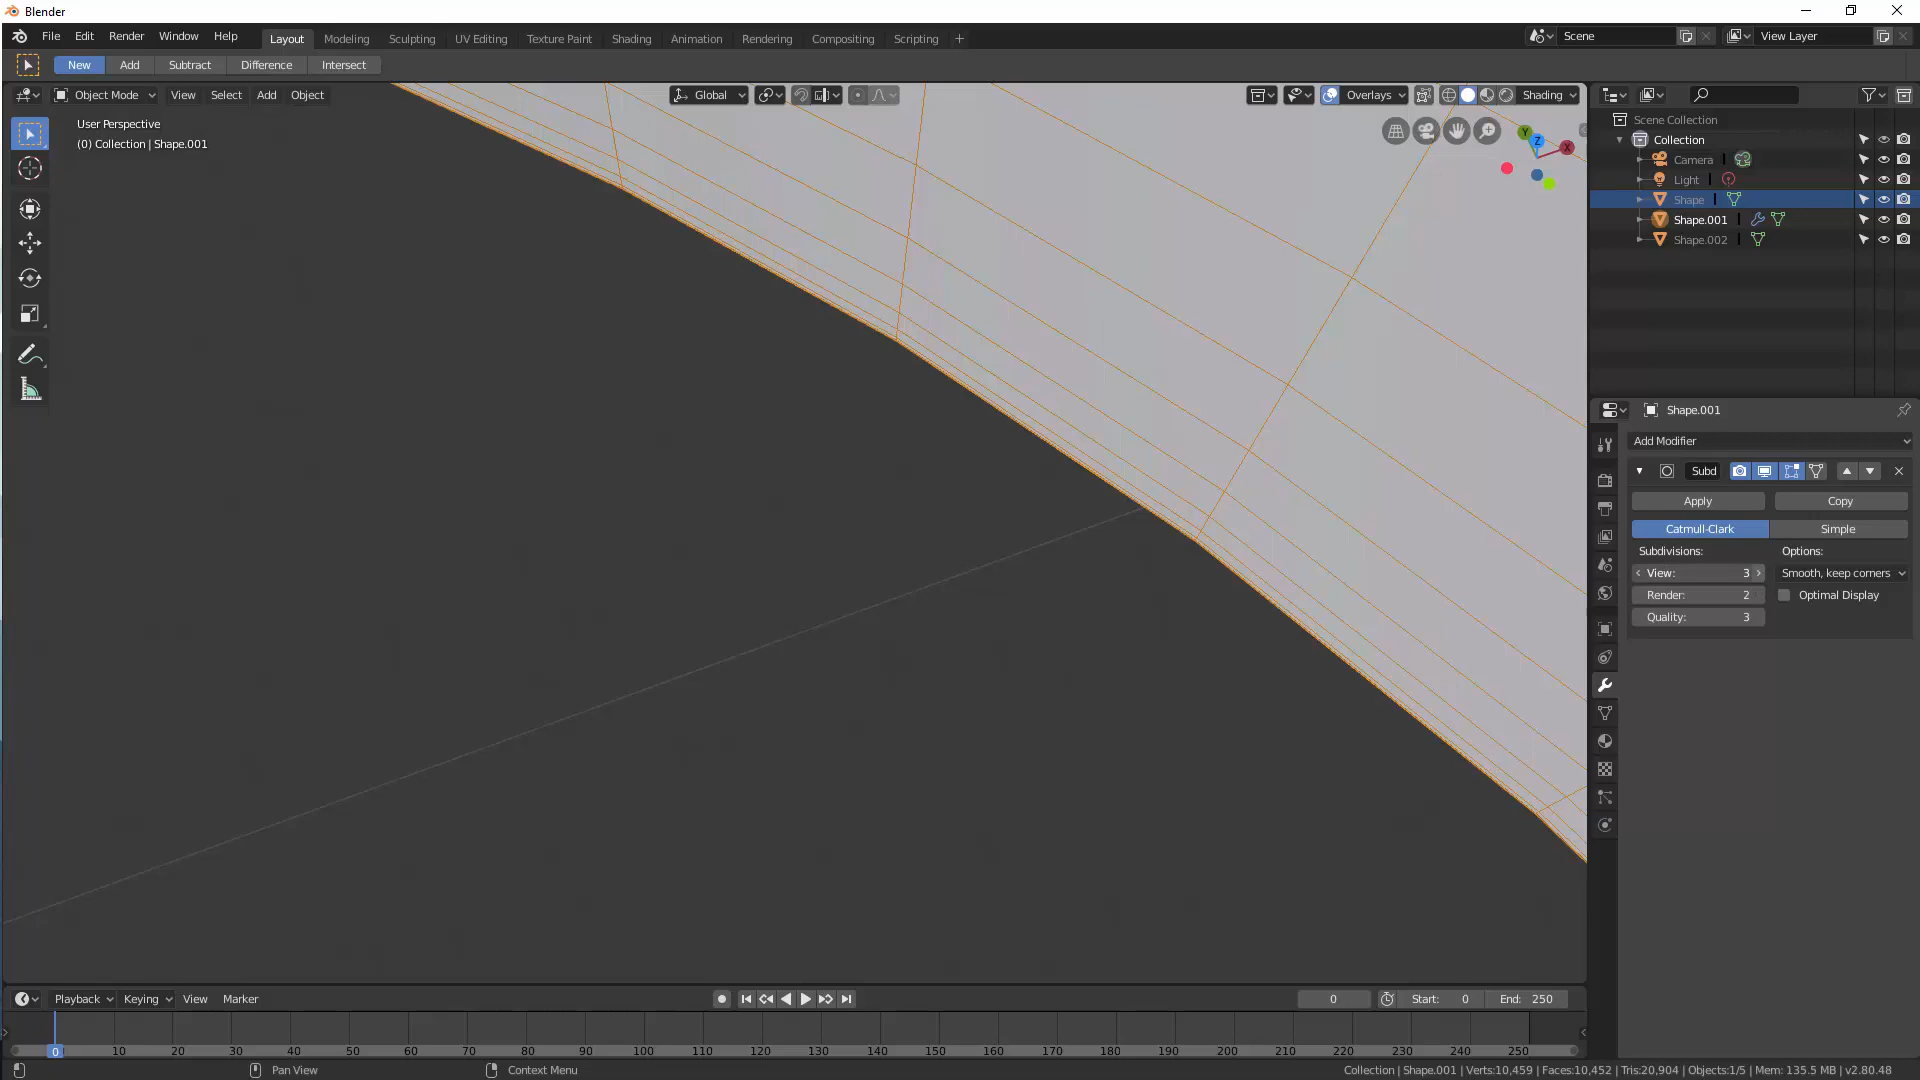 Blender
File Edit Render Window Help Layout Modeling Sculpting UV Editing Texture Paint Shading Animation Rendering Compositing Scripting + Scene View Layer
New Add Subtract Difference Intersect
Object Mode View Select Add Object Global Overlays Shading
User Perspective
(0) Collection | Shape.001
Y Z X
Scene Collection
Collection
Camera
Light
Shape
Shape.001
Shape.002
Shape.001
Add Modifier
Subd
Apply Copy
Catmull-Clark Simple
Subdivisions: Options:
View: 3 Smooth, keep corners
Render: 2 Optimal Display
Quality: 3
Playback Keying View Marker 0 Start: 0 End: 250
0 10 20 30 40 50 60 70 80 90 100 110 120 130 140 150 160 170 180 190 200 210 220 230 240 250
Pan View Context Menu Collection | Shape.001 | Verts:10,459 | Faces:10,452 | Tris:20,904 | Objects:1/5 | Mem: 135.5 MB | v2.80.48